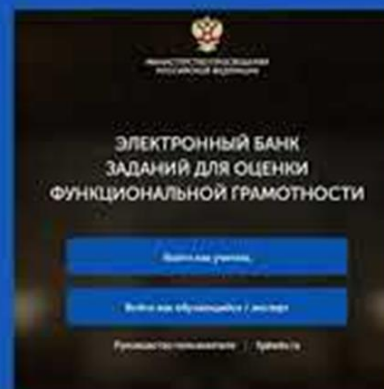 МИНИСТЕРСТВО ПРОСВЕЩЕНИЯ
РОССИЙСКОЙ ФЕДЕРАЦИИ
ЭЛЕКТРОННЫЙ БАНК
ЗАДАНИЙ ДЛЯ ОЦЕНКИ
ФУНКЦИОНАЛЬНОЙ ГРАМОТНОСТИ
Войти как учитель
Войти как обучающийся / эксперт
Руководство пользователя